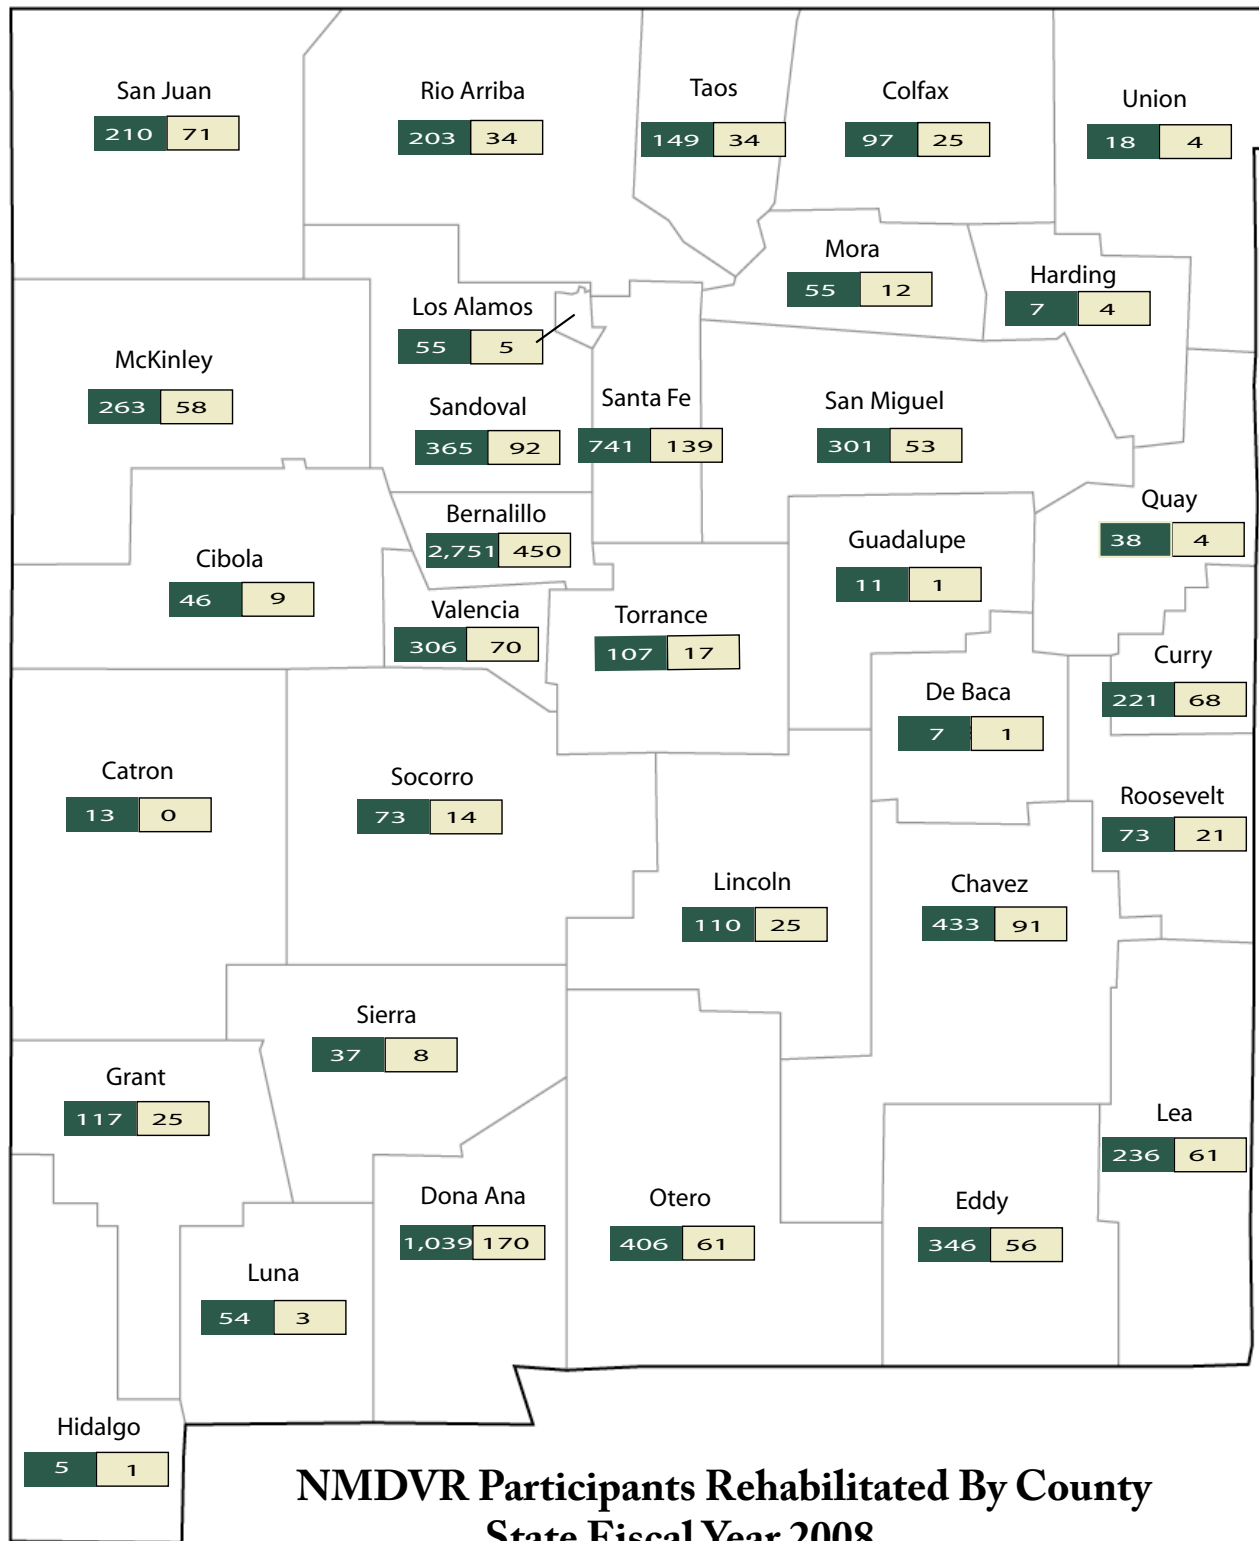 San Juan
210 71
Rio Arriba
203 34
Taos
149 34
Colfax
97 25
Union
18 4
Mora
55 12
Harding
7 4
Los Alamos
55 5
McKinley
263 58
Sandoval
365 92
Santa Fe
741 139
San Miguel
301 53
Quay
38 4
Bernalillo
2,751 450
Guadalupe
11 1
Cibola
46 9
Valencia
306 70
Torrance
107 17
Curry
221 68
De Baca
7 1
Catron
13 0
Socorro
73 14
Roosevelt
73 21
Lincoln
110 25
Chavez
433 91
Sierra
37 8
Grant
117 25
Lea
236 61
Dona Ana
1,039 170
Otero
406 61
Eddy
346 56
Luna
54 3
Hidalgo
5 1
NMDVR Participants Rehabilitated By County
State Fiscal Year 2008